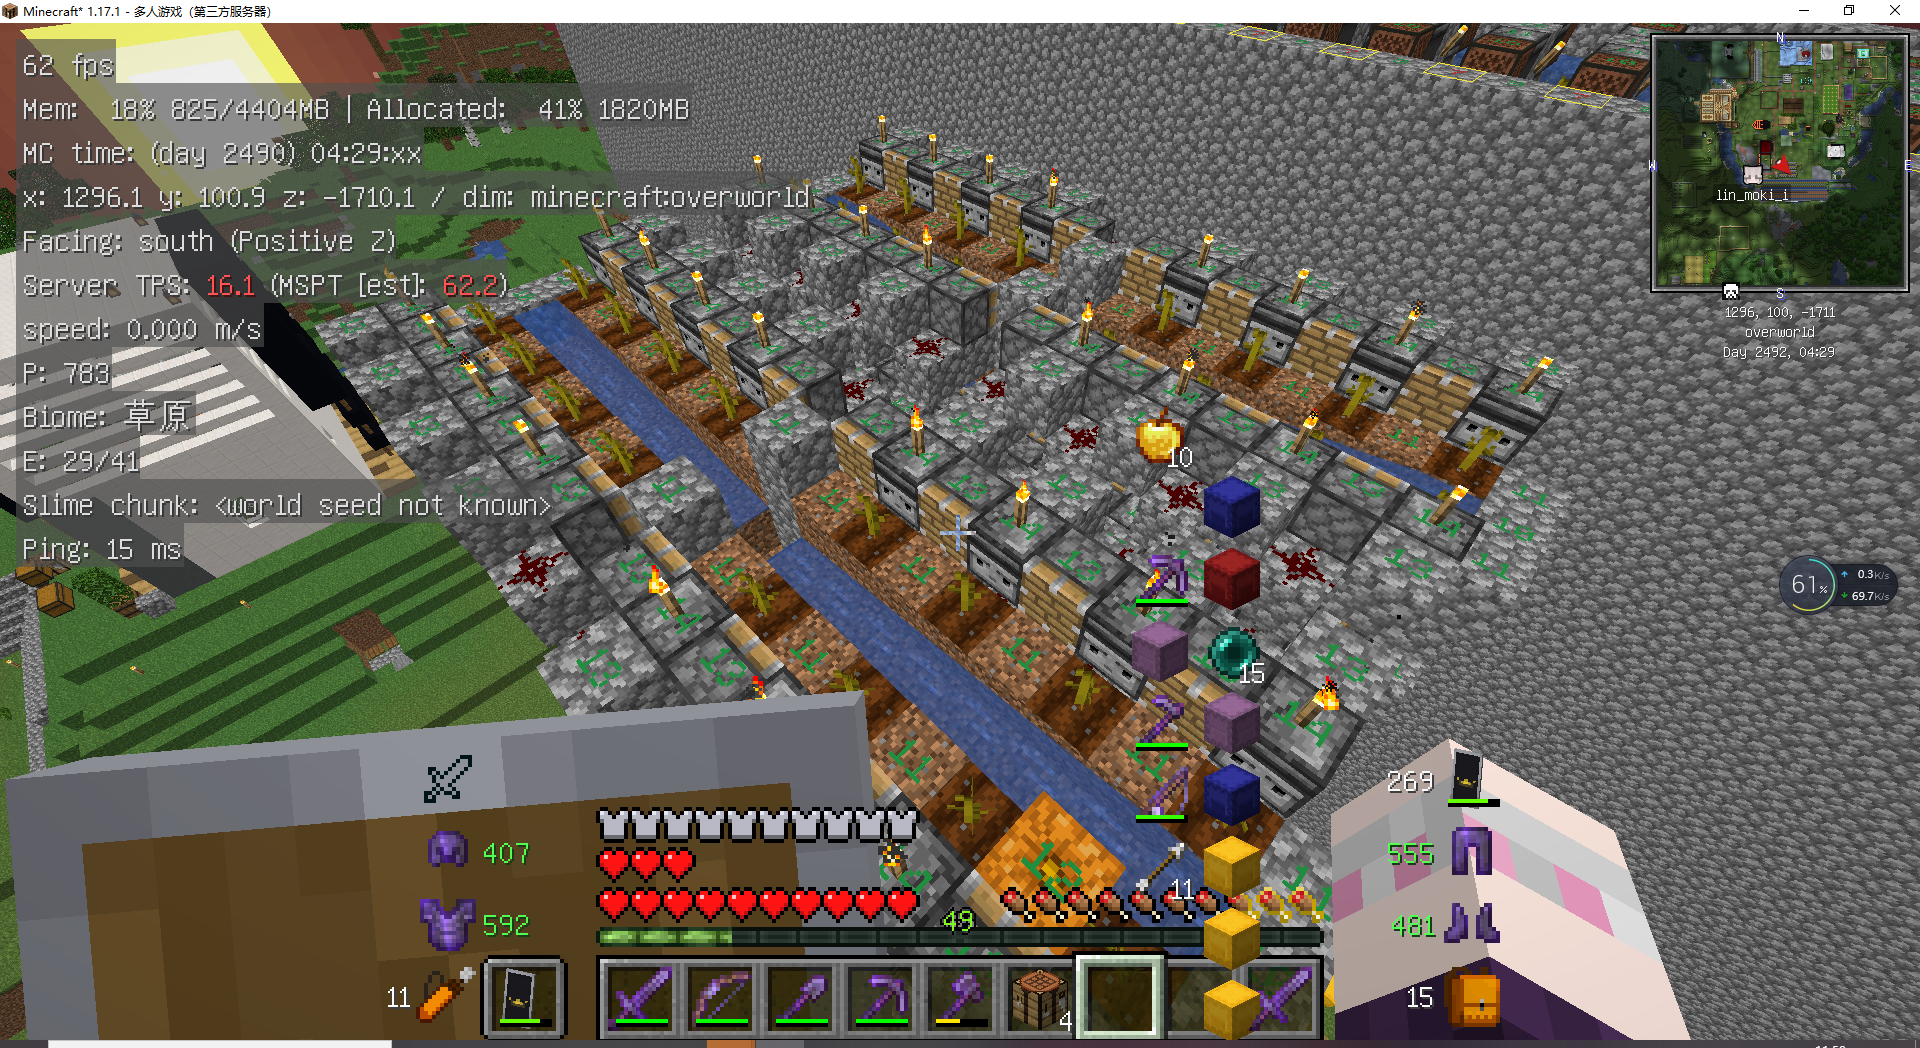 Minecraft* 1.17.1 - 多人游戏（第三方服务器）
62 fps
Mem: 18% 825/4404MB | Allocated: 41% 1820MB
MC time: (day 2490) 04:29:xx
x: 1296.1 y: 100.9 z: -1710.1 / dim: minecraft:overworld
Facing: south (Positive Z)
Server TPS: 16.1 (MSPT [est]: 62.2)
speed: 0.000 m/s
P: 783
Biome: 草原
E: 29/41
Slime chunk: <world seed not known>
Ping: 15 ms
N
W
E
S
lin_moki_i_
1296, 100, -1711
overworld
Day 2492, 04:29
61%
0.3K/s
69.7K/s
10
15
11
269
407
555
592
481
49
11
4
15